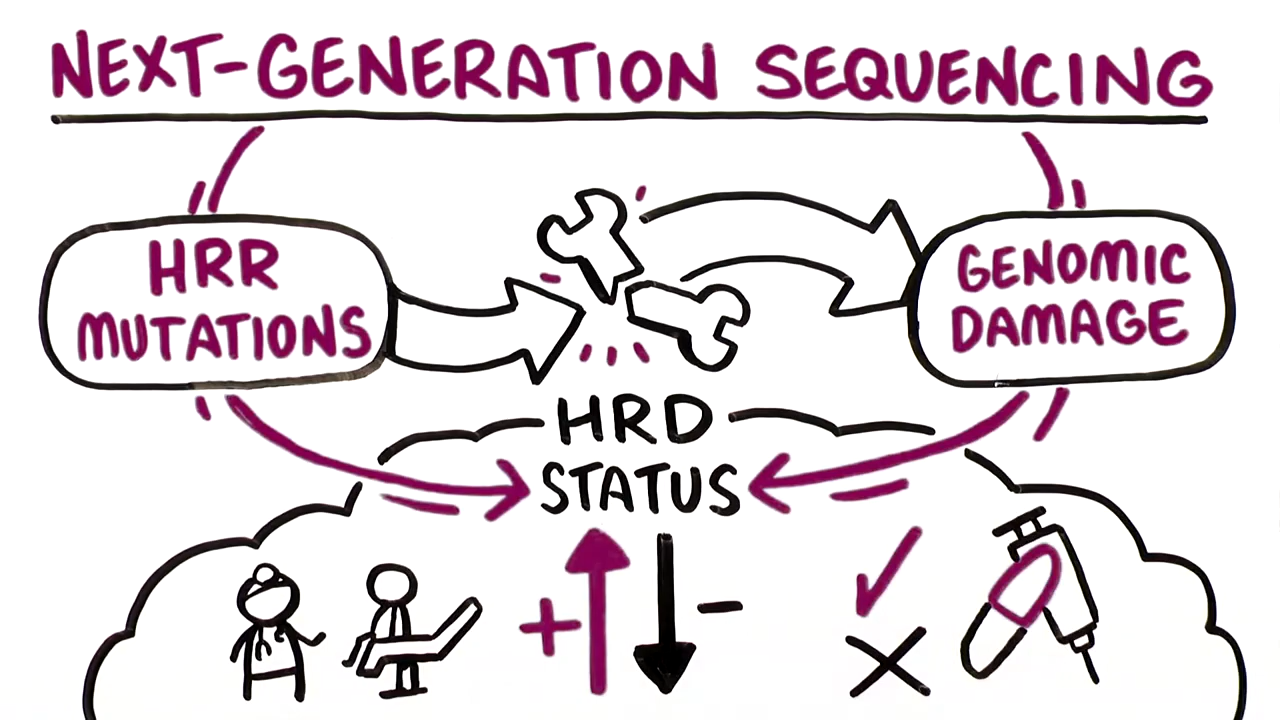 NEXT-GENERATION SEQUENCING
HRR
MUTATIONS
GENOMIC
DAMAGE
HRD
STATUS
+
-